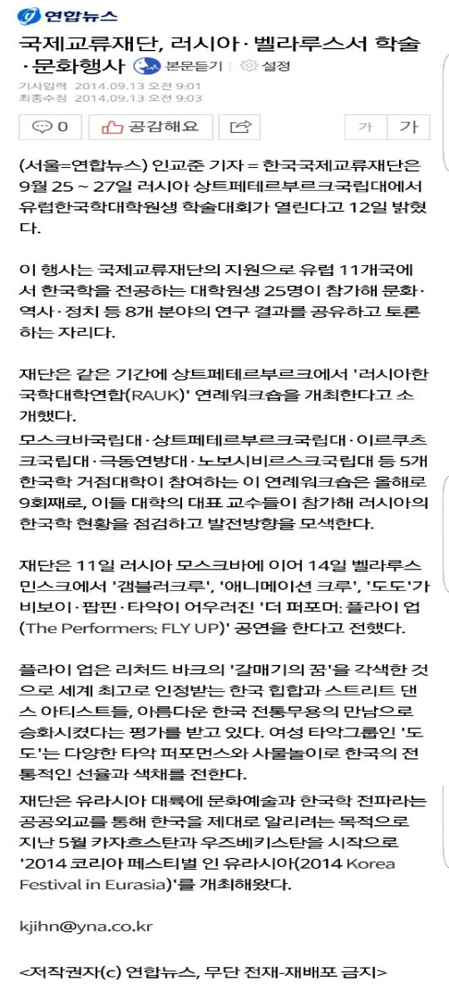 연합뉴스
국제교류재단, 러시아·벨라루스서 학술
·문화행사 본문듣기 설정
기사입력 2014.09.13 오전 9:01
최종수정 2014.09.13 오전 9:03
0 공감해요 가 가
(서울=연합뉴스) 인교준 기자 = 한국국제교류재단은
9월 25 ~ 27일 러시아 상트페테르부르크국립대에서
유럽한국학대학원생 학술대회가 열린다고 12일 밝혔
다.
이 행사는 국제교류재단의 지원으로 유럽 11개국에
서 한국학을 전공하는 대학원생 25명이 참가해 문화·
역사·정치 등 8개 분야의 연구 결과를 공유하고 토론
하는 자리다.
재단은 같은 기간에 상트페테르부르크에서 '러시아한
국학대학연합(RAUK)' 연례워크숍을 개최한다고 소
개했다.
모스크바국립대·상트페테르부르크국립대·이르쿠츠
크국립대·극동연방대·노보시비르스크국립대 등 5개
한국학 거점대학이 참여하는 이 연례워크숍은 올해로
9회째로, 이들 대학의 대표 교수들이 참가해 러시아의
한국학 현황을 점검하고 발전방향을 모색한다.
재단은 11일 러시아 모스크바에 이어 14일 벨라루스
민스크에서 '갬블러크루', '애니메이션 크루', '도도'가
비보이·팝핀·타악이 어우러진 '더 퍼포머: 플라이 업
(The Performers: FLY UP)' 공연을 한다고 전했다.
플라이 업은 리처드 바크의 '갈매기의 꿈'을 각색한 것
으로 세계 최고로 인정받는 한국 힙합과 스트리트 댄
스 아티스트들, 아름다운 한국 전통무용의 만남으로
승화시켰다는 평가를 받고 있다. 여성 타악그룹인 '도
도'는 다양한 타악 퍼포먼스와 사물놀이로 한국의 전
통적인 선율과 색채를 전한다.
재단은 유라시아 대륙에 문화예술과 한국학 전파라는
공공외교를 통해 한국을 제대로 알리려는 목적으로
지난 5월 카자흐스탄과 우즈베키스탄을 시작으로
'2014 코리아 페스티벌 인 유라시아(2014 Korea
Festival in Eurasia)'를 개최해왔다.
kjihn@yna.co.kr
<저작권자(c) 연합뉴스, 무단 전재-재배포 금지>